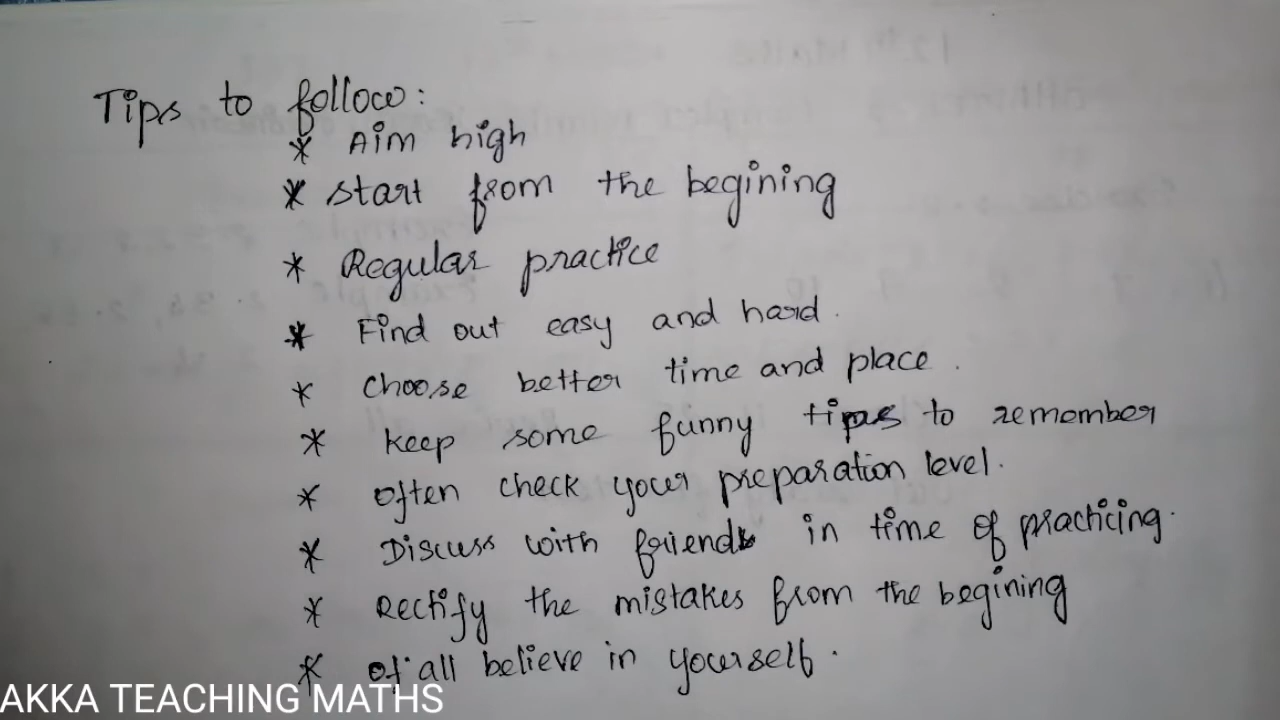 Tips to follow:
* Aim high
* start from the begining
* Regular practice
* Find out easy and hard.
* choose better time and place.
* keep some funny tips to remember
* often check your preparation level.
* Discuss with friends in time of practicing.
* Rectify the mistakes from the begining
* of all believe in yourself.
AKKA TEACHING MATHS